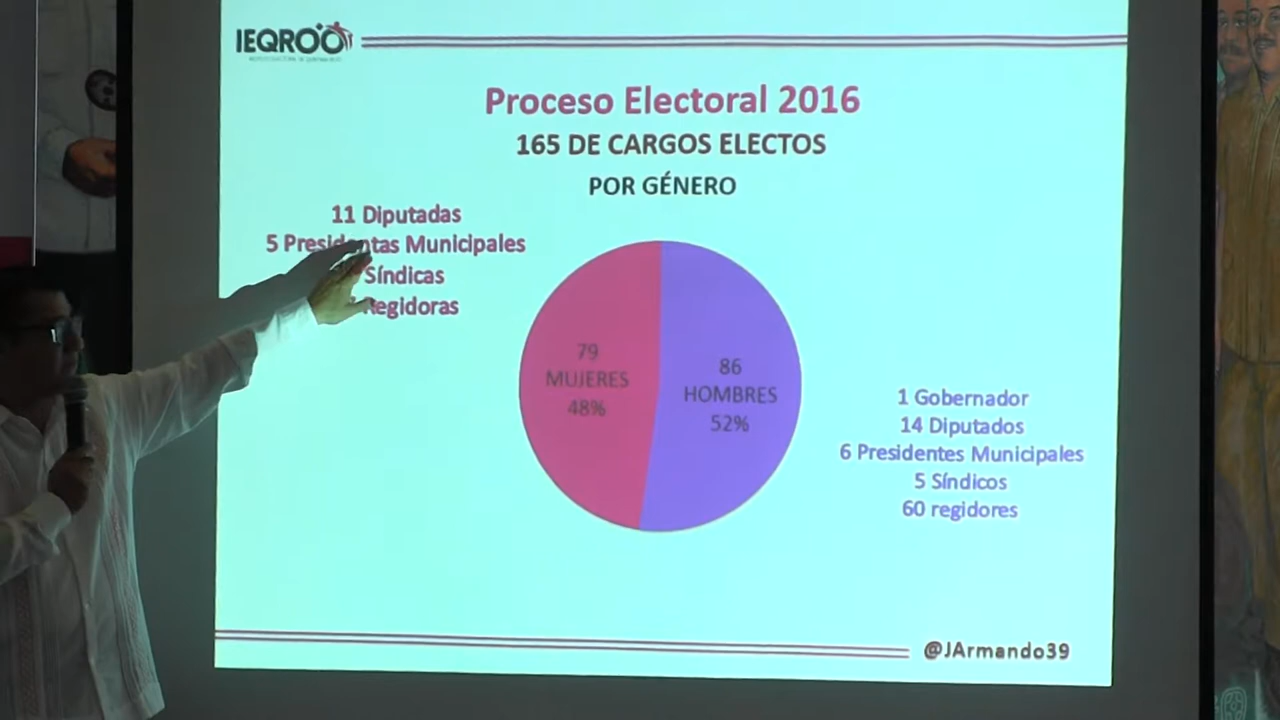 IEQROO
Proceso Electoral 2016
165 DE CARGOS ELECTOS
POR GÉNERO
11 Diputadas
5 Presidentas Municipales
Síndicas
Regidoras
79
MUJERES
48%
86
HOMBRES
52%
1 Gobernador
14 Diputados
6 Presidentes Municipales
5 Síndicos
60 regidores
@JArmando39